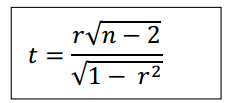 t = r√n − 2 / √1 − r²